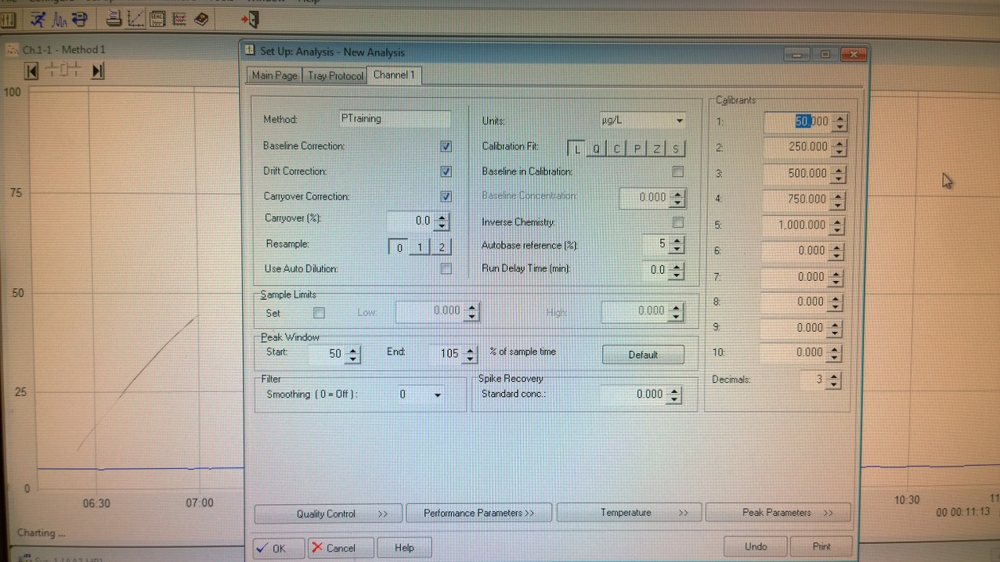 Window
Help
Ch.1-1 - Method 1
Set Up: Analysis - New Analysis
Main Page Tray Protocol Channel 1
100
75
50
25
0
06:30 07:00 10:30 11
00 00:11:13
Charting ...
Method: PTraining
Baseline Correction:
Drift Correction:
Carryover Correction:
Carryover (%): 0.0
Resample: 0 1 2
Use Auto Dilution:
Units: µg/L
Calibration Fit: L Q C P Z S
Baseline in Calibration:
Baseline Concentration: 0.000
Inverse Chemistry:
Autobase reference (%): 5
Run Delay Time (min): 0.0
Sample Limits
Set Low: 0.000 High: 0.000
Peak Window
Start: 50 End: 105 % of sample time Default
Filter
Smoothing ( 0 = Off ): 0
Spike Recovery
Standard conc.: 0.000
Calibrants
1: 50.000
2: 250.000
3: 500.000
4: 750.000
5: 1,000.000
6: 0.000
7: 0.000
8: 0.000
9: 0.000
10: 0.000
Decimals: 3
Quality Control >> Performance Parameters >> Temperature >> Peak Parameters >>
OK Cancel Help Undo Print